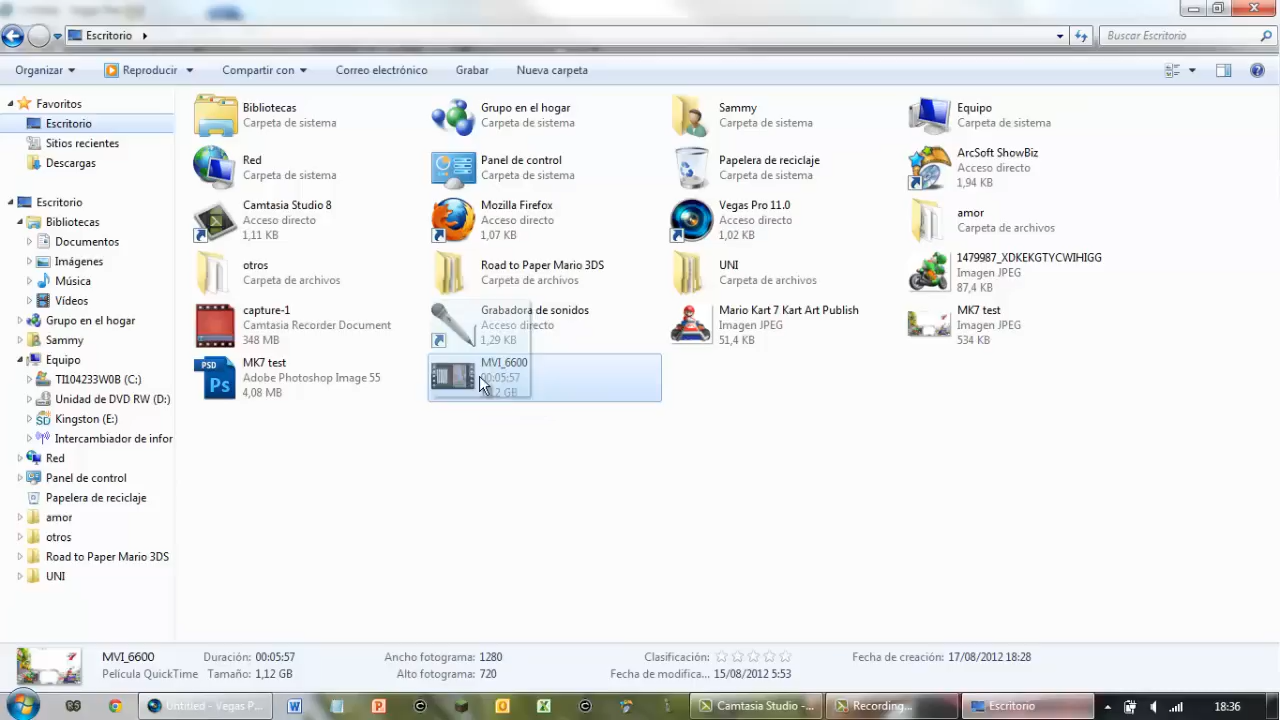 Escritorio
Buscar Escritorio
Organizar
Reproducir
Compartir con
Correo electrónico
Grabar
Nueva carpeta
Favoritos
Escritorio
Sitios recientes
Descargas
Escritorio
Bibliotecas
Documentos
Imágenes
Música
Vídeos
Grupo en el hogar
Sammy
Equipo
TI104233W0B (C:)
Unidad de DVD RW (D:)
Kingston (E:)
Intercambiador de infor
Red
Panel de control
Papelera de reciclaje
amor
otros
Road to Paper Mario 3DS
UNI
Bibliotecas
Carpeta de sistema
Grupo en el hogar
Carpeta de sistema
Sammy
Carpeta de sistema
Equipo
Carpeta de sistema
Red
Carpeta de sistema
Panel de control
Carpeta de sistema
Papelera de reciclaje
Carpeta de sistema
ArcSoft ShowBiz
Acceso directo
1,94 KB
Camtasia Studio 8
Acceso directo
1,11 KB
Mozilla Firefox
Acceso directo
1,07 KB
Vegas Pro 11.0
Acceso directo
1,02 KB
amor
Carpeta de archivos
otros
Carpeta de archivos
Road to Paper Mario 3DS
Carpeta de archivos
UNI
Carpeta de archivos
1479987_XDKEKGTYCWIHIGG
Imagen JPEG
87,4 KB
capture-1
Camtasia Recorder Document
348 MB
Grabadora de sonidos
Acceso directo
1,29 KB
Mario Kart 7 Kart Art Publish
Imagen JPEG
51,4 KB
MK7 test
Imagen JPEG
534 KB
PSD
Ps
MK7 test
Adobe Photoshop Image 55
4,08 MB
MVI_6600
00:05:57
MVI_6600
Película QuickTime
Duración: 00:05:57
Tamaño: 1,12 GB
Ancho fotograma: 1280
Alto fotograma: 720
Clasificación:
Fecha de modifica... 15/08/2012 5:53
Fecha de creación: 17/08/2012 18:28
Untitled - Vegas P...
Camtasia Studio -...
Recording...
Escritorio
18:36